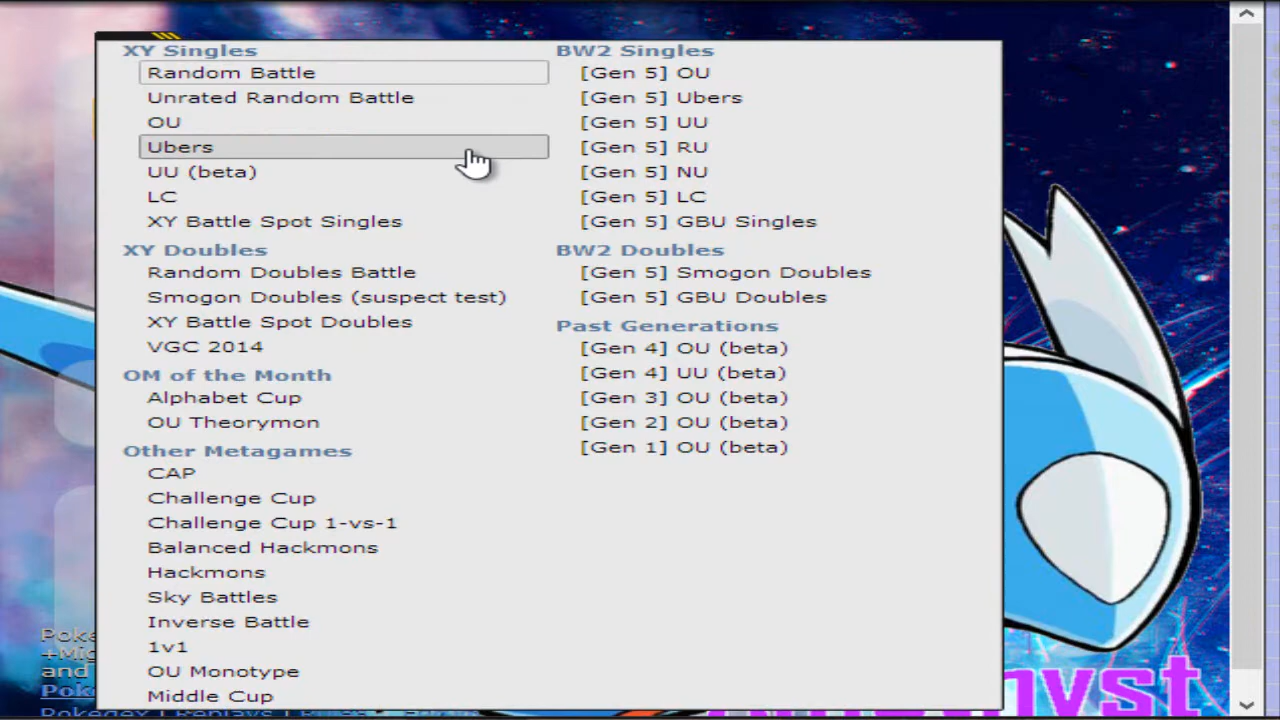 XY Singles
Random Battle
Unrated Random Battle
OU
Ubers
UU (beta)
LC
XY Battle Spot Singles
XY Doubles
Random Doubles Battle
Smogon Doubles (suspect test)
XY Battle Spot Doubles
VGC 2014
OM of the Month
Alphabet Cup
OU Theorymon
Other Metagames
CAP
Challenge Cup
Challenge Cup 1-vs-1
Balanced Hackmons
Hackmons
Sky Battles
Inverse Battle
1v1
OU Monotype
Middle Cup
BW2 Singles
[Gen 5] OU
[Gen 5] Ubers
[Gen 5] UU
[Gen 5] RU
[Gen 5] NU
[Gen 5] LC
[Gen 5] GBU Singles
BW2 Doubles
[Gen 5] Smogon Doubles
[Gen 5] GBU Doubles
Past Generations
[Gen 4] OU (beta)
[Gen 4] UU (beta)
[Gen 3] OU (beta)
[Gen 2] OU (beta)
[Gen 1] OU (beta)
and